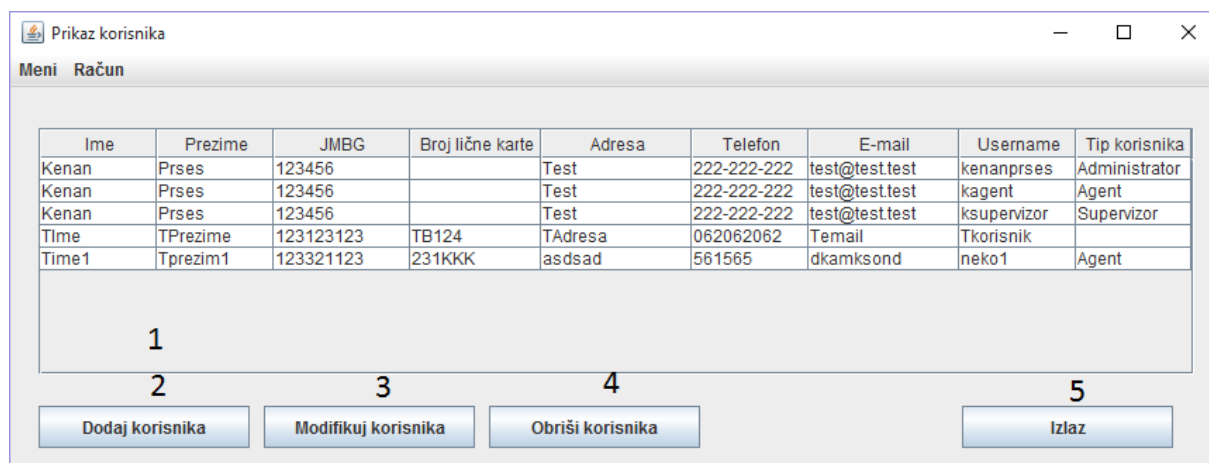 Prikaz korisnika
Meni Račun
Ime Prezime JMBG Broj lične karte Adresa Telefon E-mail Username Tip korisnika
Kenan Prses 123456 Test 222-222-222 test@test.test kenanprses Administrator
Kenan Prses 123456 Test 222-222-222 test@test.test kagent Agent
Kenan Prses 123456 Test 222-222-222 test@test.test ksupervizor Supervizor
TIme TPrezime 123123123 TB124 TAdresa 062062062 Temail Tkorisnik
Time1 Tprezim1 123321123 231KKK asdsad 561565 dkamksond neko1 Agent
1
2 3 4 5
Dodaj korisnika Modifikuj korisnika Obriši korisnika Izlaz